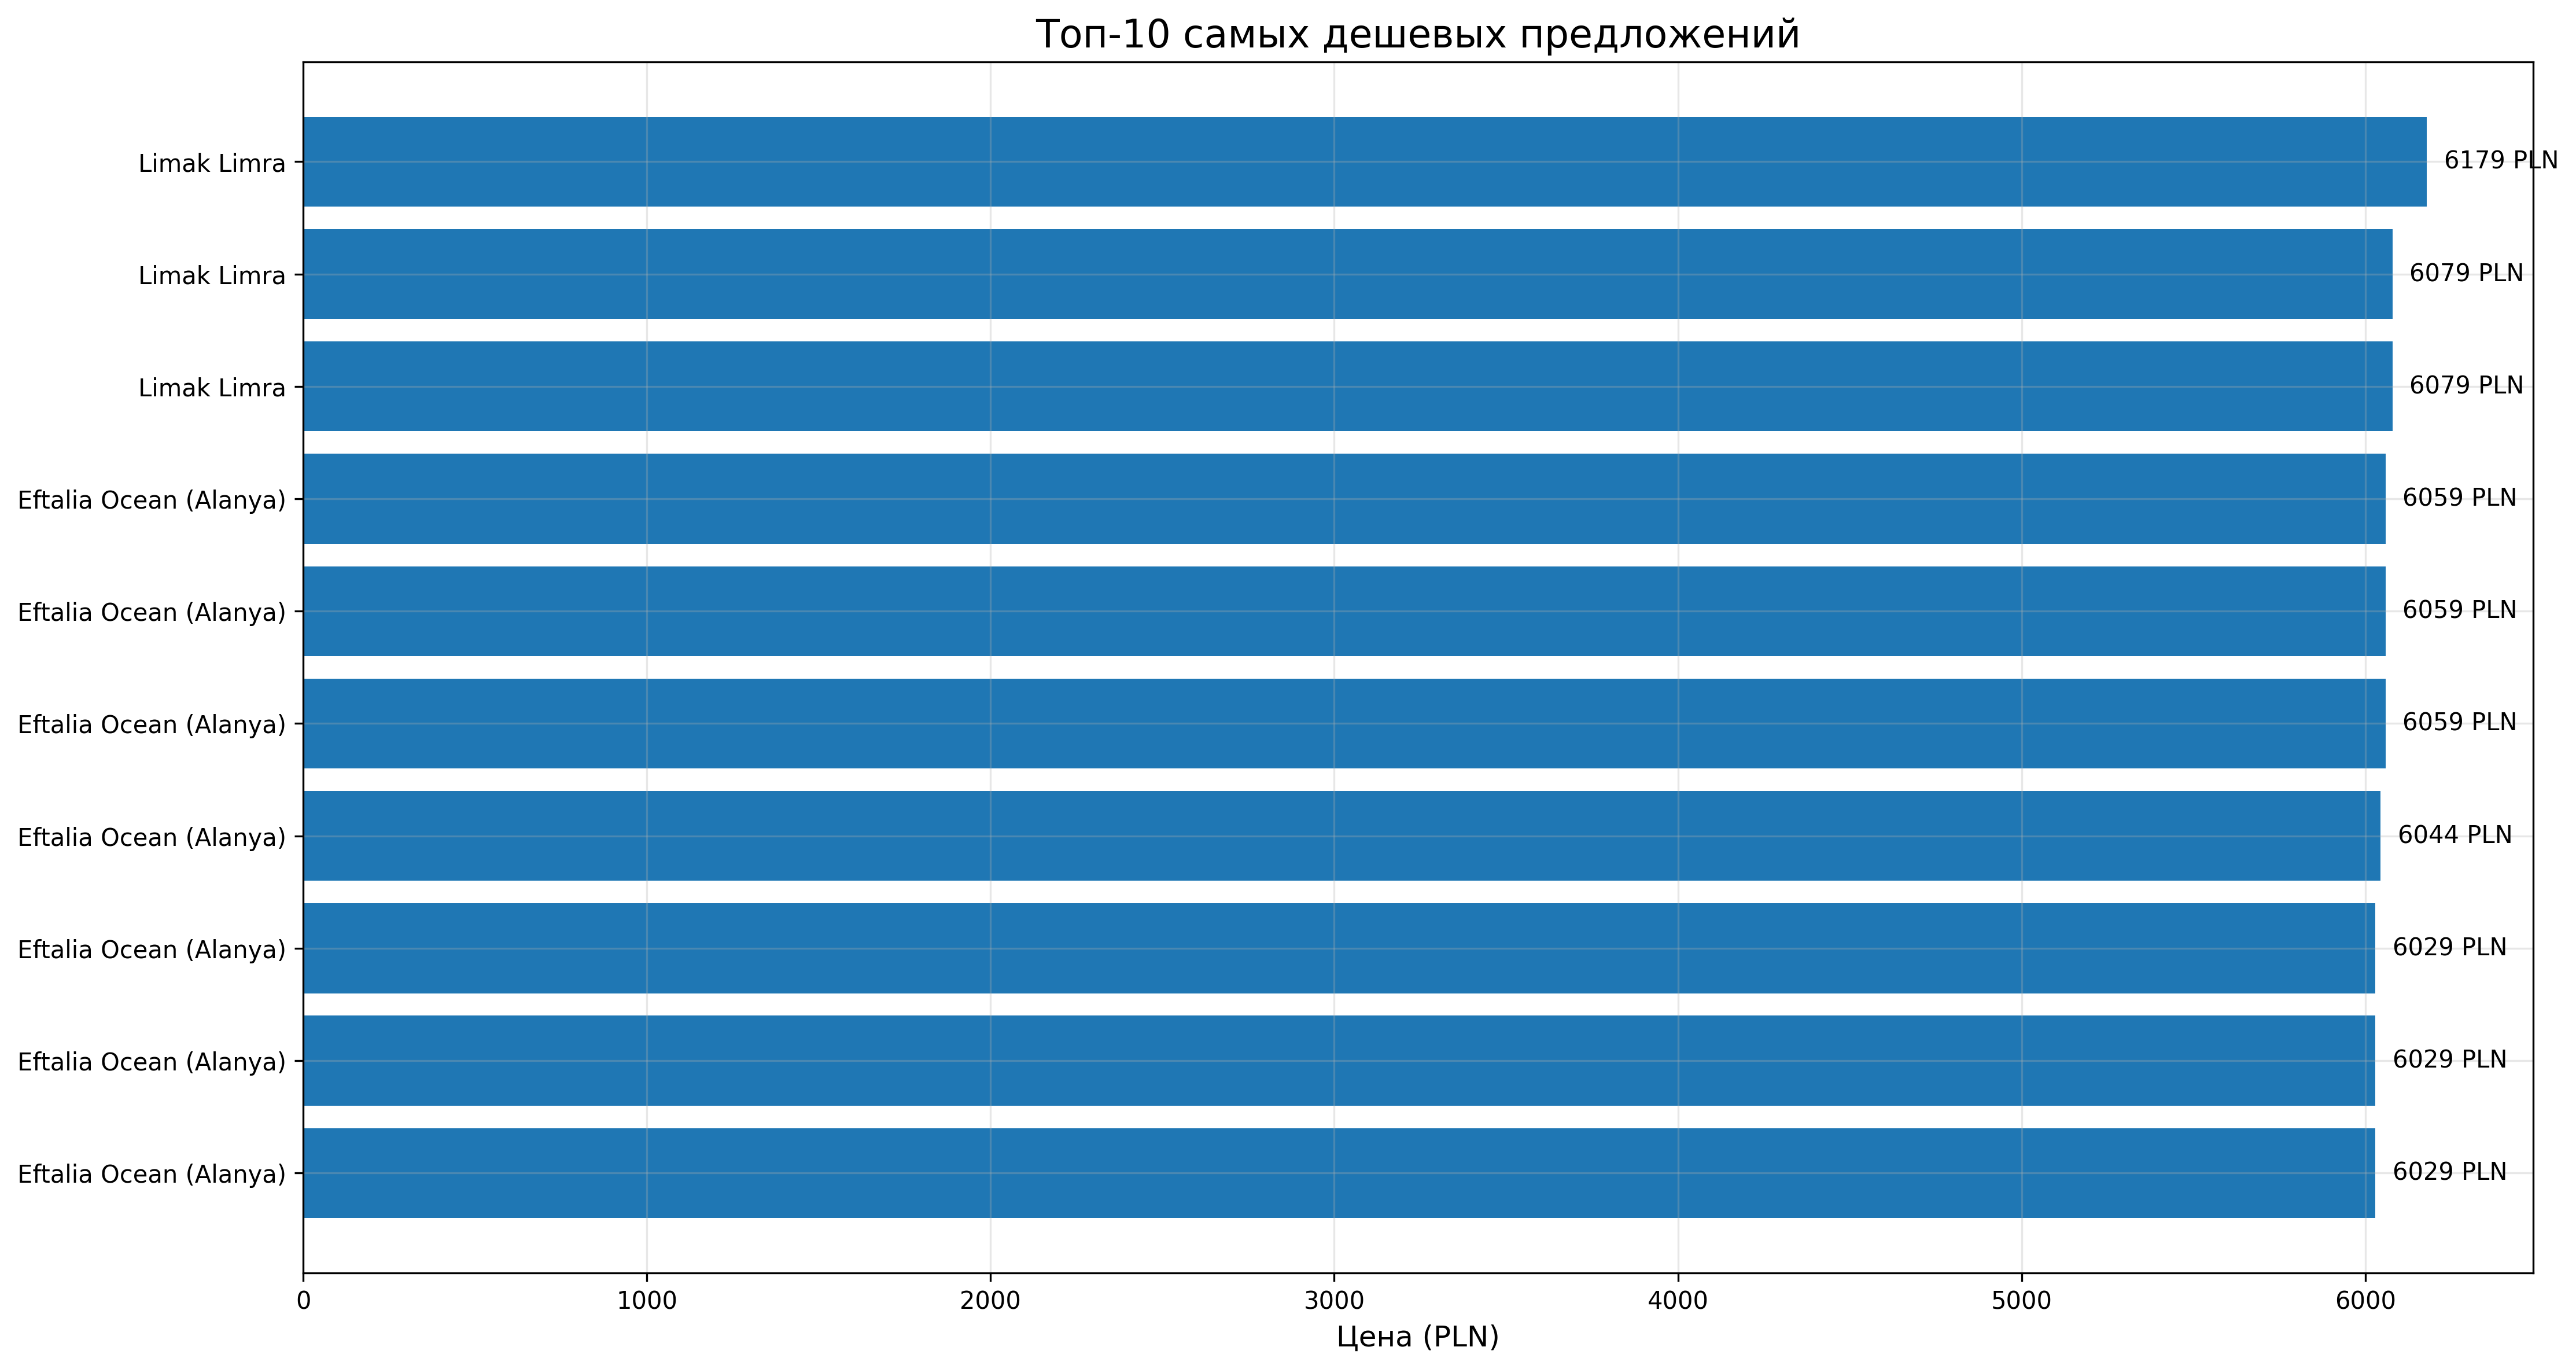 Топ-10 самых дешевых предложений
Limak Limra 6179 PLN
Limak Limra 6079 PLN
Limak Limra 6079 PLN
Eftalia Ocean (Alanya) 6059 PLN
Eftalia Ocean (Alanya) 6059 PLN
Eftalia Ocean (Alanya) 6059 PLN
Eftalia Ocean (Alanya) 6044 PLN
Eftalia Ocean (Alanya) 6029 PLN
Eftalia Ocean (Alanya) 6029 PLN
Eftalia Ocean (Alanya) 6029 PLN
0 1000 2000 3000 4000 5000 6000
Цена (PLN)